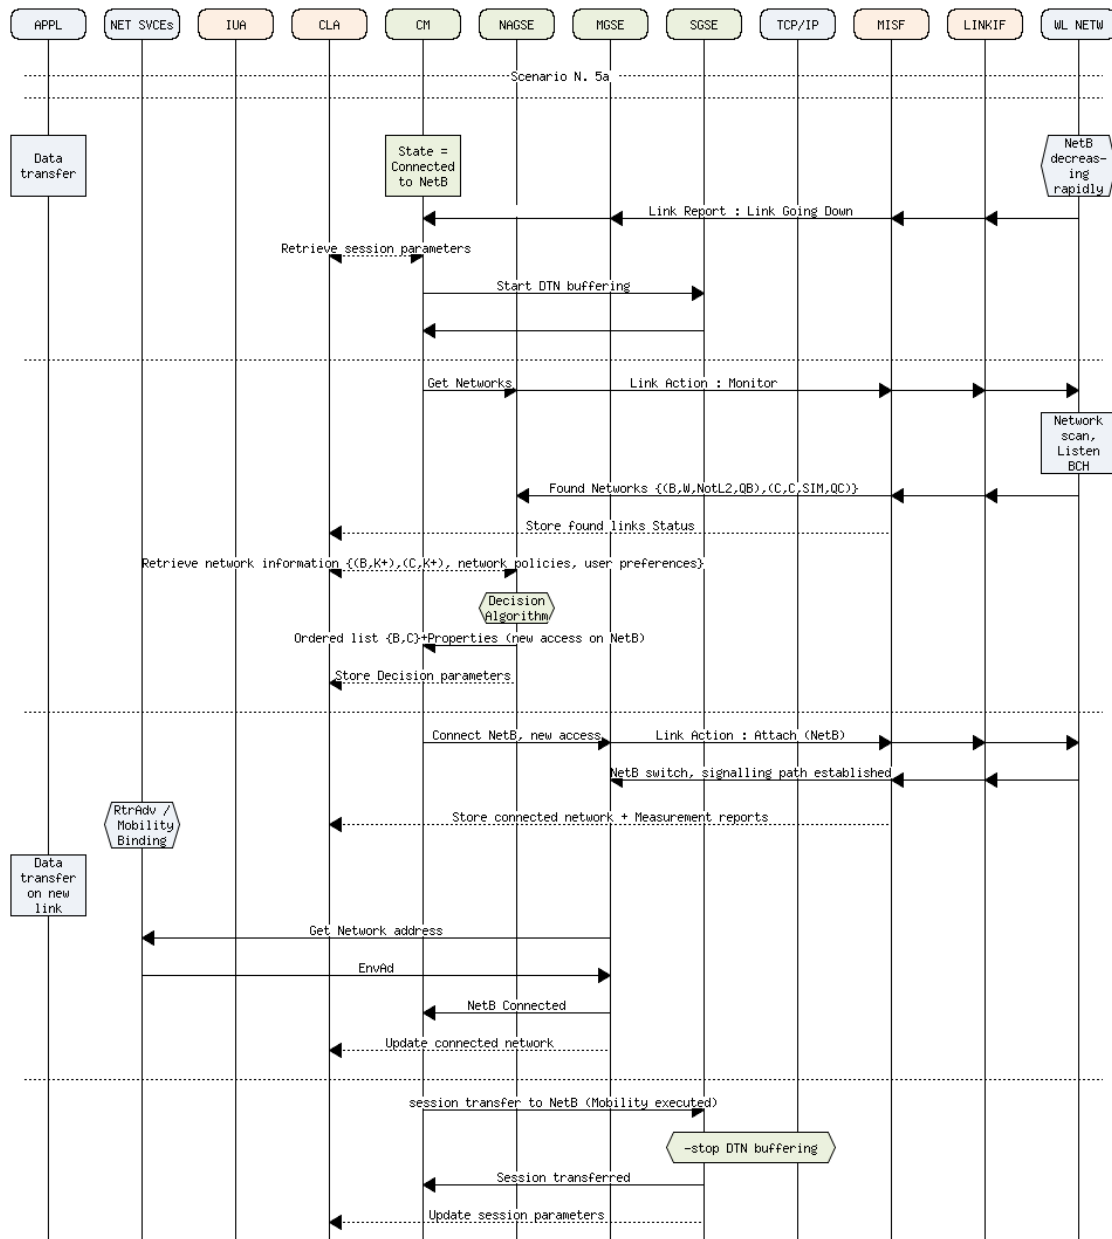 APPL NET SVCEs IUA CLA CM NAGSE MGSE SGSE TCP/IP MISF LINKIF WL NETW
Scenario N. 5a
Data
transfer
State =
Connected
to NetB
NetB
decreas-
ing
rapidly
Link Report : Link Going Down
Retrieve session parameters
Start DTN buffering
Get Networks
Link Action : Monitor
Network
scan,
Listen
BCH
Found Networks {(B,W,NotL2,QB),(C,C,SIM,QC)}
Store found links Status
Retrieve network information {(B,K+),(C,K+), network policies, user preferences}
Decision
Algorithm
Ordered list {B,C}+Properties (new access on NetB)
Store Decision parameters
Connect NetB, new access
Link Action : Attach (NetB)
NetB switch, signalling path established
RtrAdv /
Mobility
Binding
Store connected network + Measurement reports
Data
transfer
on new
link
Get Network address
EnvAd
NetB Connected
Update connected network
session transfer to NetB (Mobility executed)
-stop DTN buffering
Session transferred
Update session parameters